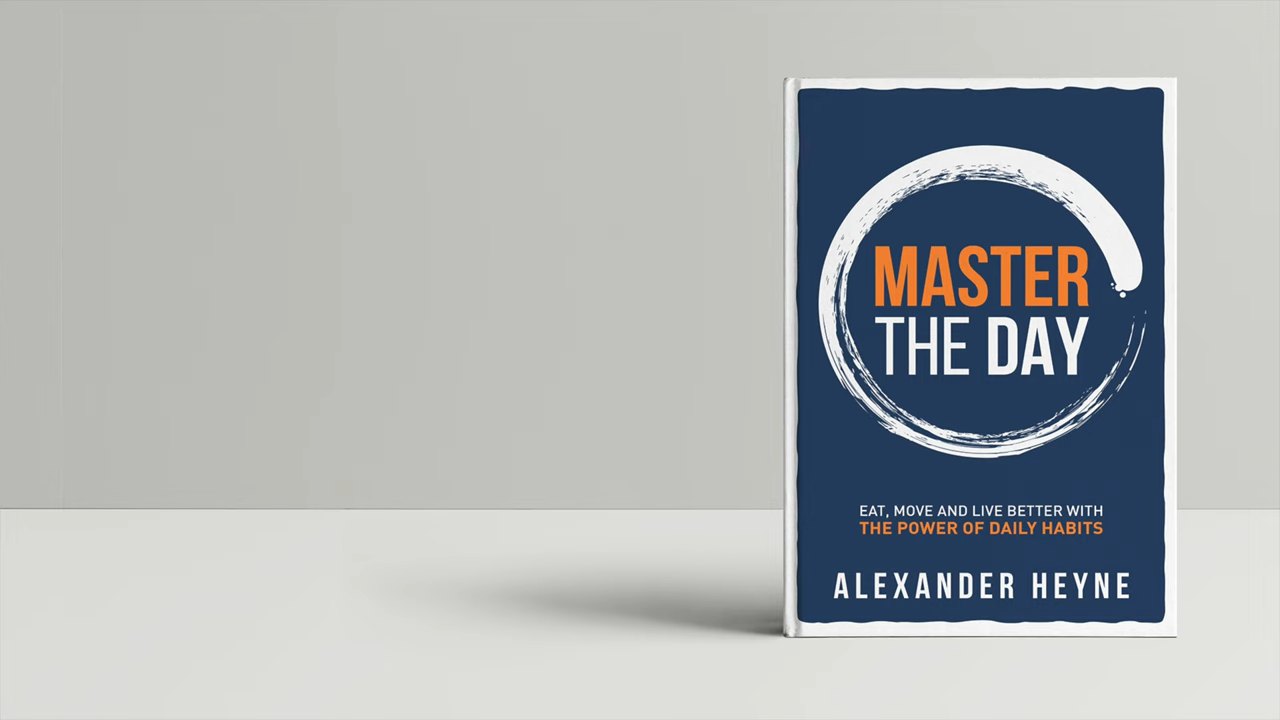 MASTER
THE DAY
EAT, MOVE AND LIVE BETTER WITH
THE POWER OF DAILY HABITS
ALEXANDER HEYNE